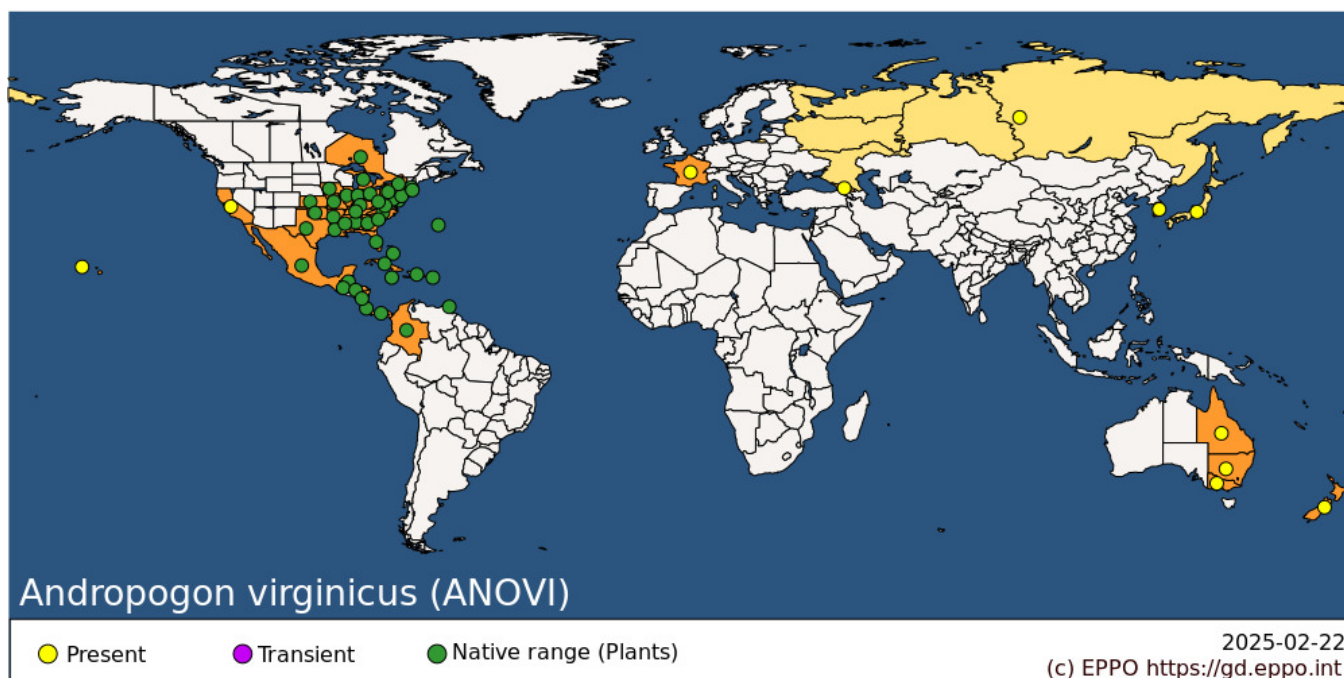 Andropogon virginicus (ANOVI)
Present
Transient
Native range (Plants)
2025-02-22
(c) EPPO https://gd.eppo.int